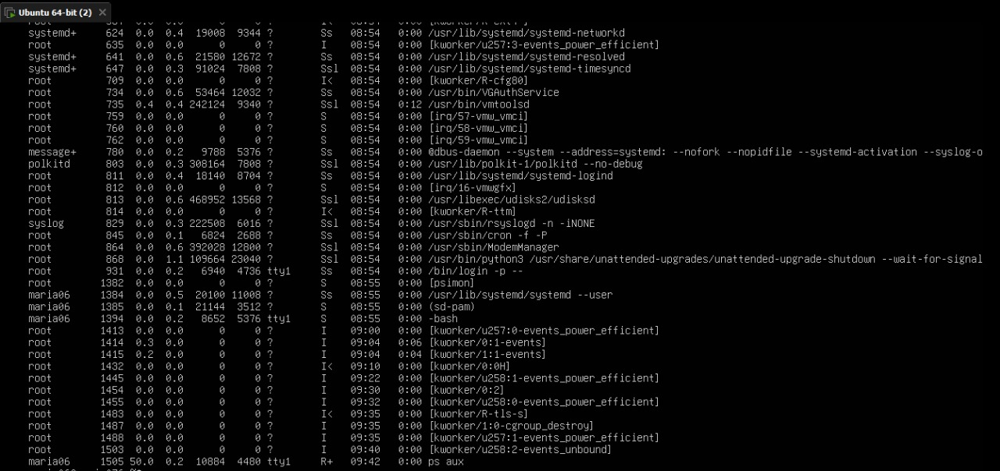 Ubuntu 64-bit (2)
systemd+ 624 0.0 0.4 19008 9344 ? Ss 08:54 0:00 /usr/lib/systemd/systemd-networkd
root 635 0.0 0.0 0 0 ? I 08:54 0:00 [kworker/u257:3-events_power_efficient]
systemd+ 641 0.0 0.6 21580 12672 ? Ss 08:54 0:00 /usr/lib/systemd/systemd-resolved
systemd+ 647 0.0 0.3 91024 7808 ? Ssl 08:54 0:00 /usr/lib/systemd/systemd-timesyncd
root 709 0.0 0.0 0 0 ? I< 08:54 0:00 [kworker/R-cfg80]
root 734 0.0 0.6 53464 12032 ? Ss 08:54 0:00 /usr/bin/VGAuthService
root 735 0.4 0.4 242124 9340 ? Ssl 08:54 0:12 /usr/bin/vmtoolsd
root 759 0.0 0.0 0 0 ? S 08:54 0:00 [irq/57-vmw_vmci]
root 760 0.0 0.0 0 0 ? S 08:54 0:00 [irq/58-vmw_vmci]
root 762 0.0 0.0 0 0 ? S 08:54 0:00 [irq/59-vmw_vmci]
message+ 780 0.0 0.2 9788 5376 ? Ss 08:54 0:00 @dbus-daemon --system --address=systemd: --nofork --nopidfile --systemd-activation --syslog-o
polkitd 803 0.0 0.3 308164 7808 ? Ssl 08:54 0:00 /usr/lib/polkit-1/polkitd --no-debug
root 811 0.0 0.4 18140 8704 ? Ss 08:54 0:00 /usr/lib/systemd/systemd-logind
root 812 0.0 0.0 0 0 ? S 08:54 0:00 [irq/16-vmwgfx]
root 813 0.0 0.6 468952 13568 ? Ssl 08:54 0:00 /usr/libexec/udisks2/udisksd
root 814 0.0 0.0 0 0 ? I< 08:54 0:00 [kworker/R-ttm]
syslog 829 0.0 0.3 222508 6016 ? Ssl 08:54 0:00 /usr/sbin/rsyslogd -n -iNONE
root 845 0.0 0.1 6824 2688 ? Ss 08:54 0:00 /usr/sbin/cron -f -P
root 864 0.0 0.6 392028 12800 ? Ssl 08:54 0:00 /usr/sbin/ModemManager
root 868 0.0 1.1 109664 23040 ? Ssl 08:54 0:00 /usr/bin/python3 /usr/share/unattended-upgrades/unattended-upgrade-shutdown --wait-for-signal
root 931 0.0 0.2 6940 4736 tty1 Ss 08:54 0:00 /bin/login -p --
root 1382 0.0 0.0 0 0 ? S 08:55 0:00 [psimon]
maria06 1384 0.0 0.5 20100 11008 ? Ss 08:55 0:00 /usr/lib/systemd/systemd --user
maria06 1385 0.0 0.1 21144 3512 ? S 08:55 0:00 (sd-pam)
maria06 1394 0.0 0.2 8652 5376 tty1 S 08:55 0:00 -bash
root 1413 0.0 0.0 0 0 ? I 09:00 0:00 [kworker/u257:0-events_power_efficient]
root 1414 0.3 0.0 0 0 ? I 09:04 0:06 [kworker/0:1-events]
root 1415 0.2 0.0 0 0 ? I 09:04 0:04 [kworker/1:1-events]
root 1432 0.0 0.0 0 0 ? I< 09:10 0:00 [kworker/0:0H]
root 1445 0.0 0.0 0 0 ? I 09:22 0:00 [kworker/u258:1-events_power_efficient]
root 1454 0.0 0.0 0 0 ? I 09:30 0:00 [kworker/0:2]
root 1455 0.0 0.0 0 0 ? I 09:32 0:00 [kworker/u258:0-events_power_efficient]
root 1483 0.0 0.0 0 0 ? I< 09:35 0:00 [kworker/R-tls-s]
root 1487 0.0 0.0 0 0 ? I 09:35 0:00 [kworker/1:0-cgroup_destroy]
root 1488 0.0 0.0 0 0 ? I 09:35 0:00 [kworker/u257:1-events_power_efficient]
root 1503 0.0 0.0 0 0 ? I 09:40 0:00 [kworker/u258:2-events_unbound]
maria06 1505 50.0 0.2 10884 4480 tty1 R+ 09:42 0:00 ps aux